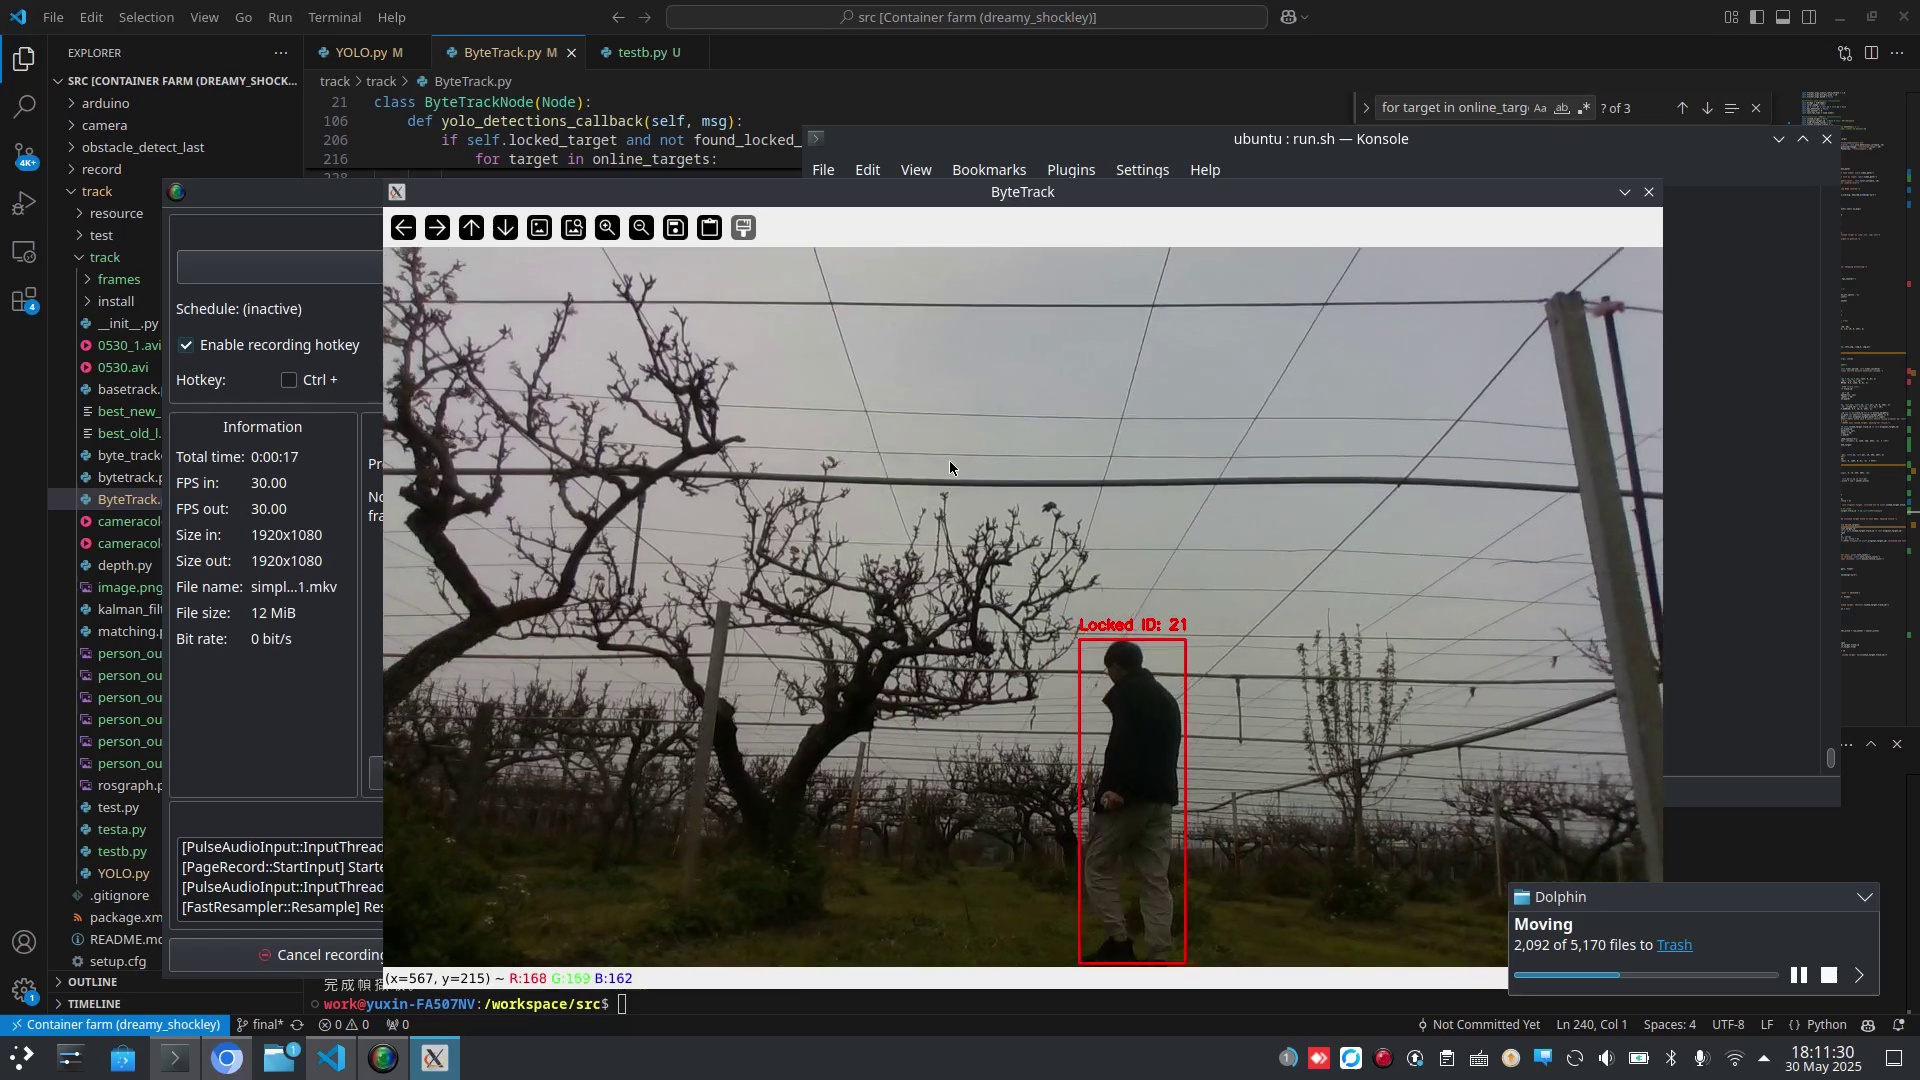 File Edit Selection View Go Run Terminal Help
src [Container farm (dreamy_shockley)]
EXPLORER
YOLO.py M
ByteTrack.py M
testb.py U
SRC [CONTAINER FARM (DREAMY_SHOCK...
track > track > ByteTrack.py
arduino
camera
obstacle_detect_last
record
track
resource
test
track
frames
install
__init__.py
0530_1.avi
0530.avi
basetrack.
best_new_
best_old_l.
byte_track
bytetrack.p
ByteTrack.
cameracol
cameracol
depth.py
image.png
kalman_filt
matching.p
person_ou
person_ou
person_ou
person_ou
person_ou
person_ou
rosgraph.p
test.py
testa.py
testb.py
YOLO.py
.gitignore
package.xm
README.md
setup.cfg
OUTLINE
TIMELINE
4K+
4
1
21 class ByteTrackNode(Node):
106 def yolo_detections_callback(self, msg):
206 if self.locked_target and not found_locked_
216 for target in online_targets:
for target in online_targ
Aa ab .*
? of 3
ubuntu : run.sh — Konsole
File Edit View Bookmarks Plugins Settings Help
ByteTrack
Schedule: (inactive)
Enable recording hotkey
Hotkey: Ctrl +
Information
Total time: 0:00:17
FPS in: 30.00
FPS out: 30.00
Size in: 1920x1080
Size out: 1920x1080
File name: simpl...1.mkv
File size: 12 MiB
Bit rate: 0 bit/s
Pr
No
fra
[PulseAudioInput::InputThread
[PageRecord::StartInput] Starte
[PulseAudioInput::InputThread
[FastResampler::Resample] Res
Cancel recording
Locked ID: 21
(x=567, y=215) ~ R:168 G:159 B:162
Dolphin
Moving
2,092 of 5,170 files to Trash
work@yuxin-FA507NV:/workspace/src$
Container farm (dreamy_shockley)
final*
0 0
0
Not Committed Yet
Ln 240, Col 1
Spaces: 4
UTF-8
LF
{} Python
1
1
18:11:30
30 May 2025